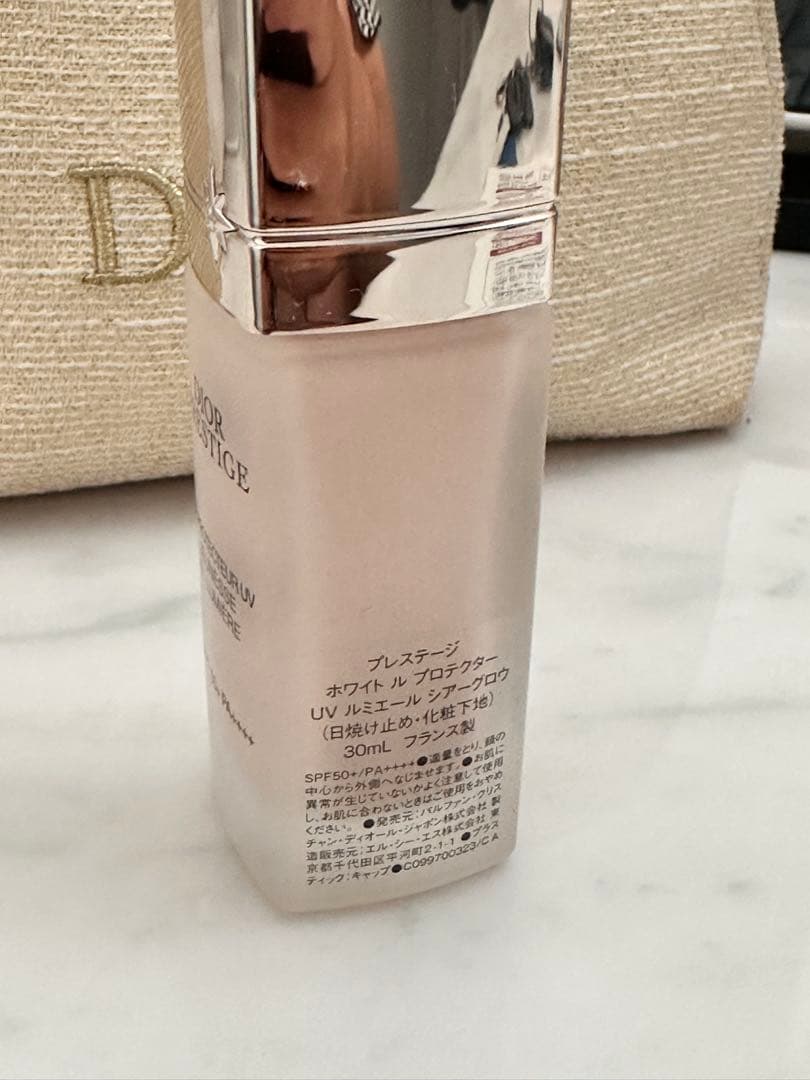 D
DIOR
PRESTIGE
UV
LUMIÈRE
PA++++
プレステージ
ホワイト ル プロテクター
UV ルミエール シアーグロウ
(日焼け止め・化粧下地)
30mL フランス製
SPF50+/PA++++●適量をとり、顔の
中心から外側へなじませます。●お肌に
異常が生じていないかよく注意して使用
し、お肌に合わないときはご使用をおやめ
ください。 ●発売元:パルファン・クリス
チャン・ディオール・ジャポン株式会社 製
造販売元:エル・シー・エス株式会社 東
京都千代田区平河町2-1-1 ●プラス
ティック:キャップ●C099700323/C A